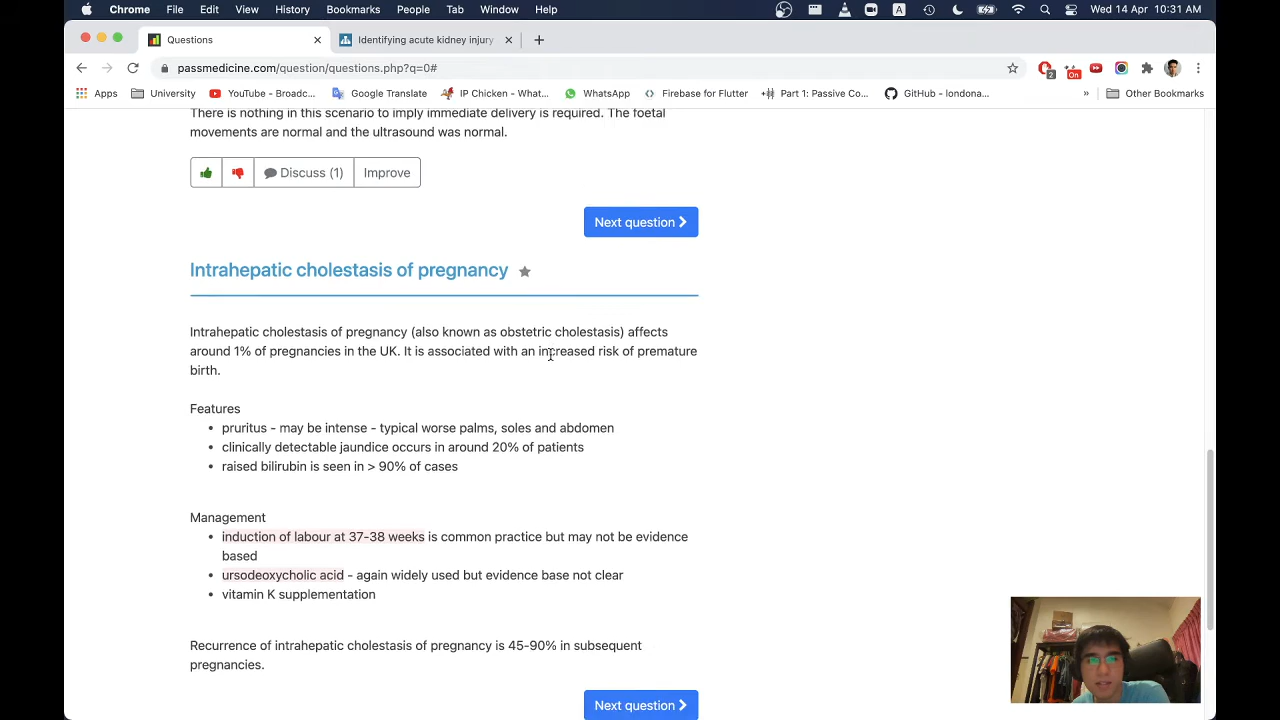 Chrome File Edit View History Bookmarks People Tab Window Help A Wed 14 Apr 10:31 AM
Questions Identifying acute kidney injury
passmedicine.com/question/questions.php?q=0# 2 On
Apps University YouTube - Broadc... Google Translate IP Chicken - What... WhatsApp Firebase for Flutter Part 1: Passive Co... GitHub - londona... » Other Bookmarks
There is nothing in this scenario to imply immediate delivery is required. The foetal
movements are normal and the ultrasound was normal.
Discuss (1) Improve
Next question
Intrahepatic cholestasis of pregnancy
Intrahepatic cholestasis of pregnancy (also known as obstetric cholestasis) affects
around 1% of pregnancies in the UK. It is associated with an increased risk of premature
birth.
Features
• pruritus - may be intense - typical worse palms, soles and abdomen
• clinically detectable jaundice occurs in around 20% of patients
• raised bilirubin is seen in > 90% of cases
Management
• induction of labour at 37-38 weeks is common practice but may not be evidence
based
• ursodeoxycholic acid - again widely used but evidence base not clear
• vitamin K supplementation
Recurrence of intrahepatic cholestasis of pregnancy is 45-90% in subsequent
pregnancies.
Next question